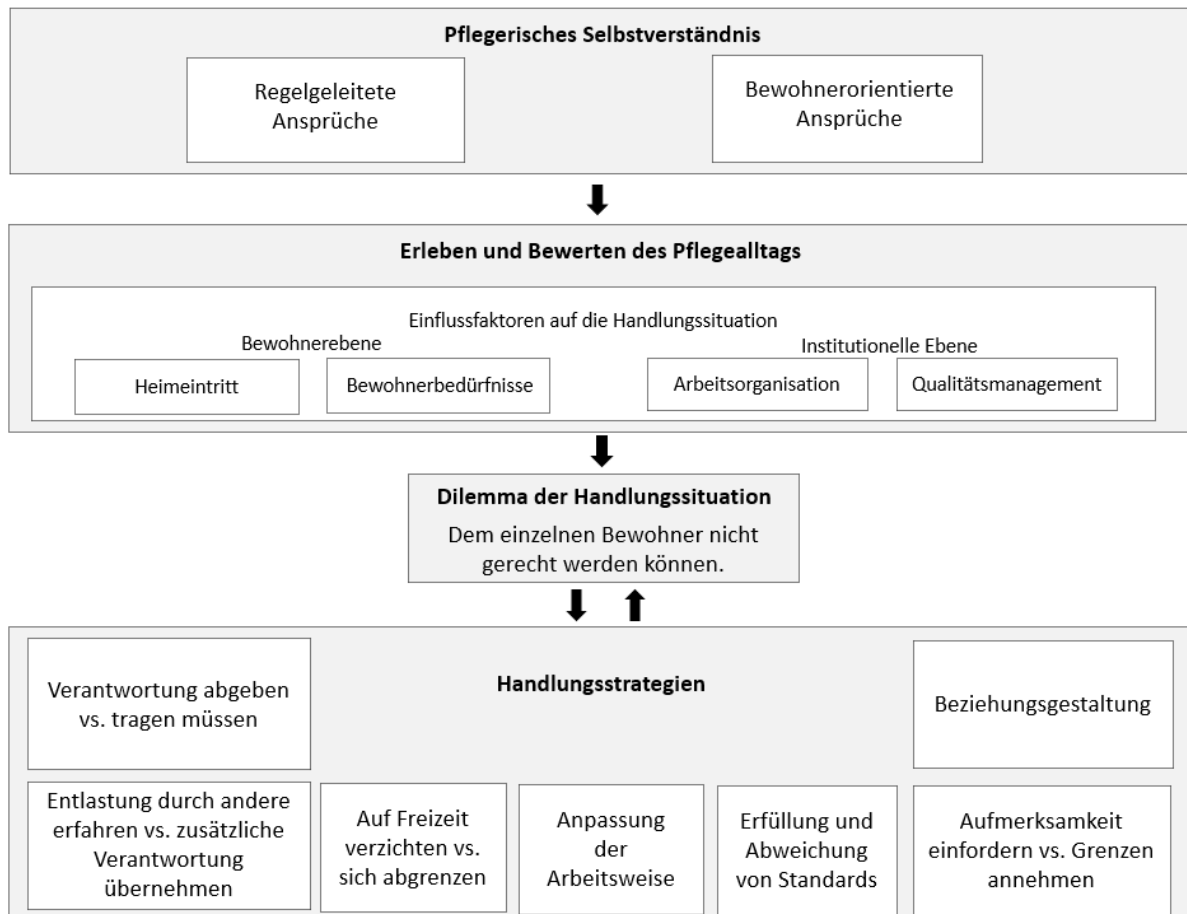 Pflegerisches Selbstverständnis
Regelgeleitete
Ansprüche
Bewohnerorientierte
Ansprüche
Erleben und Bewerten des Pflegealltags
Einflussfaktoren auf die Handlungssituation
Bewohnerebene
Institutionelle Ebene
Heimeintritt
Bewohnerbedürfnisse
Arbeitsorganisation
Qualitätsmanagement
Dilemma der Handlungssituation
Dem einzelnen Bewohner nicht
gerecht werden können.
Handlungsstrategien
Verantwortung abgeben
vs. tragen müssen
Beziehungsgestaltung
Entlastung durch andere
erfahren vs. zusätzliche
Verantwortung
übernehmen
Auf Freizeit
verzichten vs.
sich abgrenzen
Anpassung
der
Arbeitsweise
Erfüllung und
Abweichung
von Standards
Aufmerksamkeit
einfordern vs. Grenzen
annehmen